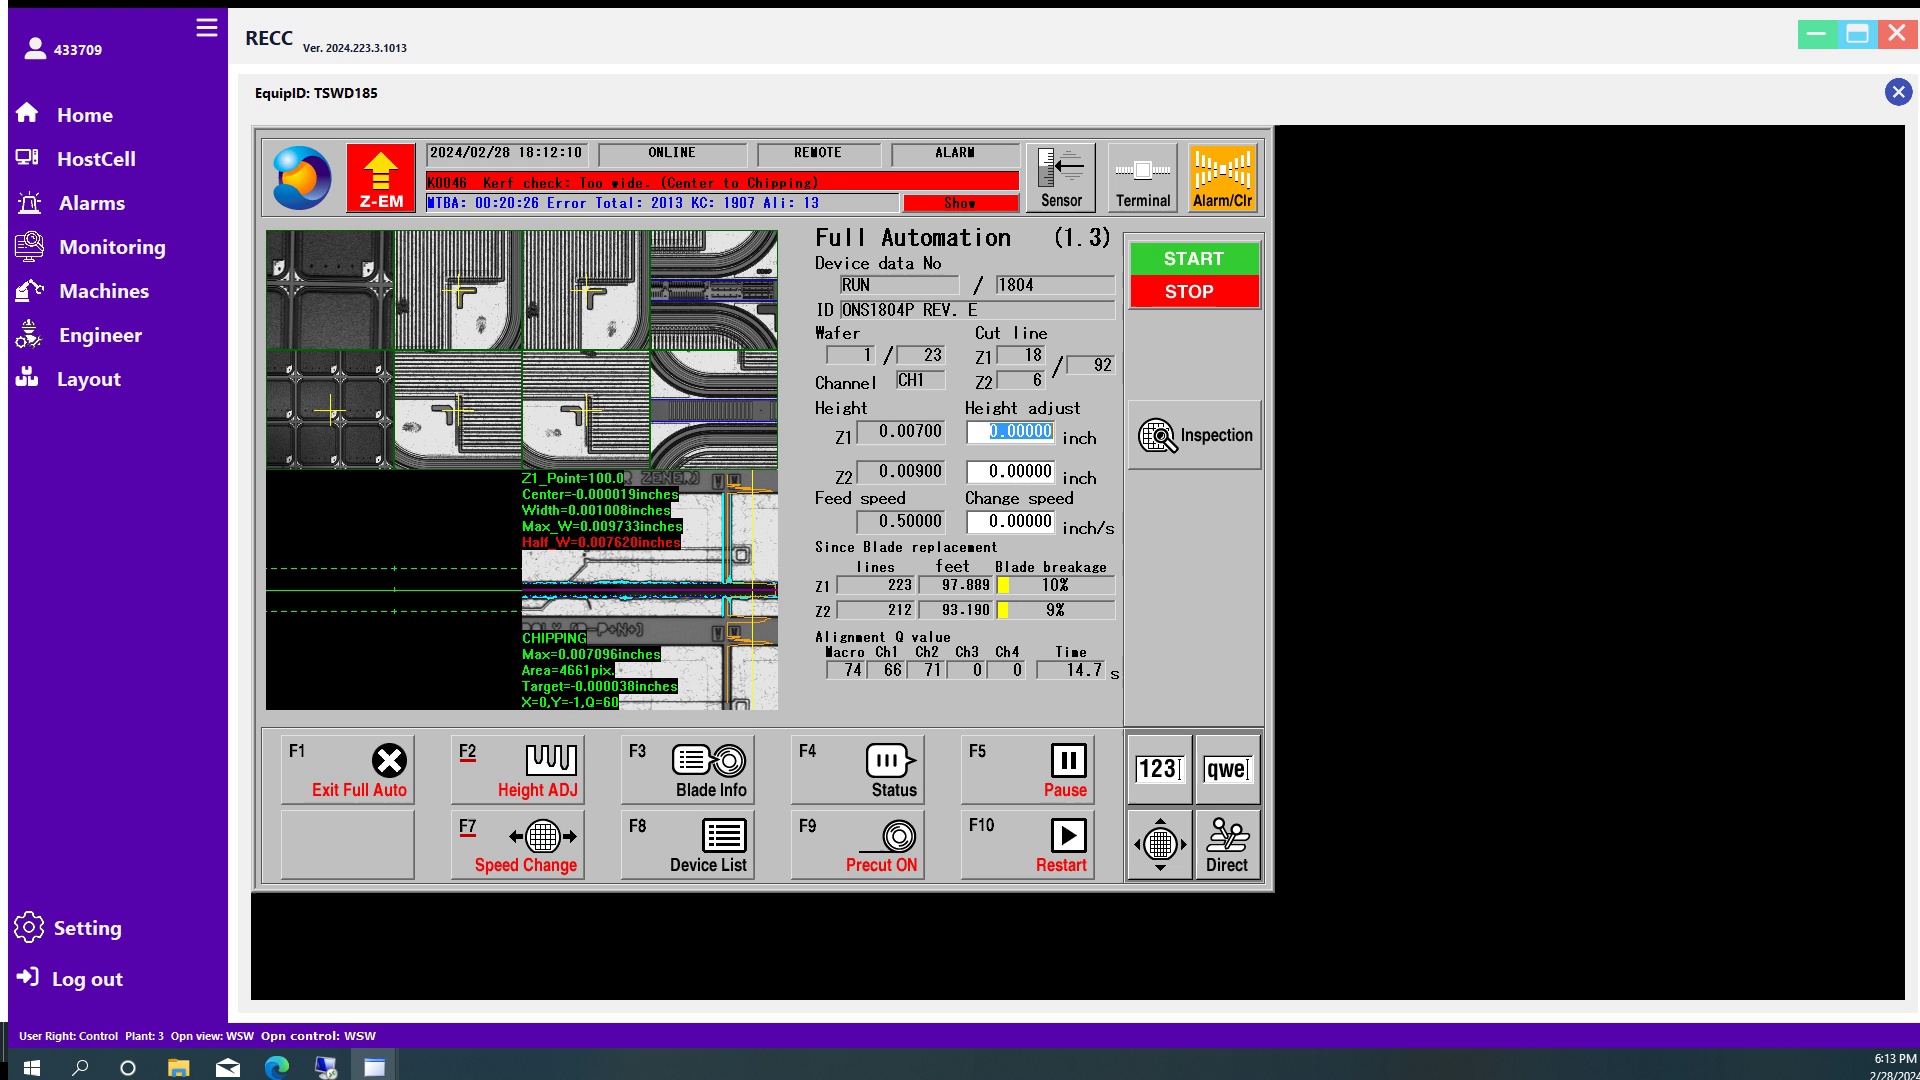 433709
RECC Ver. 2024.223.3.1013
EquipID: TSWD185
Home
HostCell
Alarms
Monitoring
Machines
Engineer
Layout
Setting
Log out
Z-EM
2024/02/28 18:12:10 ONLINE REMOTE ALARM
K0046 Kerf check: Too wide. (Center to Chipping)
MTBA: 00:20:26 Error Total: 2013 KC: 1907 Ali: 13 Show
Sensor
Terminal
Alarm/Clr
Z1_Point=100.0
Center=-0.000019inches
Width=0.001008inches
Max_W=0.009733inches
Half_W=0.007620inches
CHIPPING
Max=0.007096inches
Area=4661pix.
Target=-0.000038inches
X=0,Y=-1,Q=60
Full Automation (1.3)
Device data No
RUN / 1804
ID ONS1804P REV. E
Wafer Cut line
1 / 23 Z1 18 / 92
Channel CH1 Z2 6
Height Height adjust
Z1 0.00700 0.00000 inch
Z2 0.00900 0.00000 inch
Feed speed Change speed
0.50000 0.00000 inch/s
Since Blade replacement
lines feet Blade breakage
Z1 223 97.889 10%
Z2 212 93.190 9%
Alignment Q value
Macro Ch1 Ch2 Ch3 Ch4 Time
74 66 71 0 0 14.7 s
START
STOP
Inspection
F1 Exit Full Auto
F2 Height ADJ
F3 Blade Info
F4 Status
F5 Pause
F7 Speed Change
F8 Device List
F9 Precut ON
F10 Restart
123
qwe
Direct
User Right: Control Plant: 3 Opn view: WSW Opn control: WSW
6:13 PM
2/28/2024